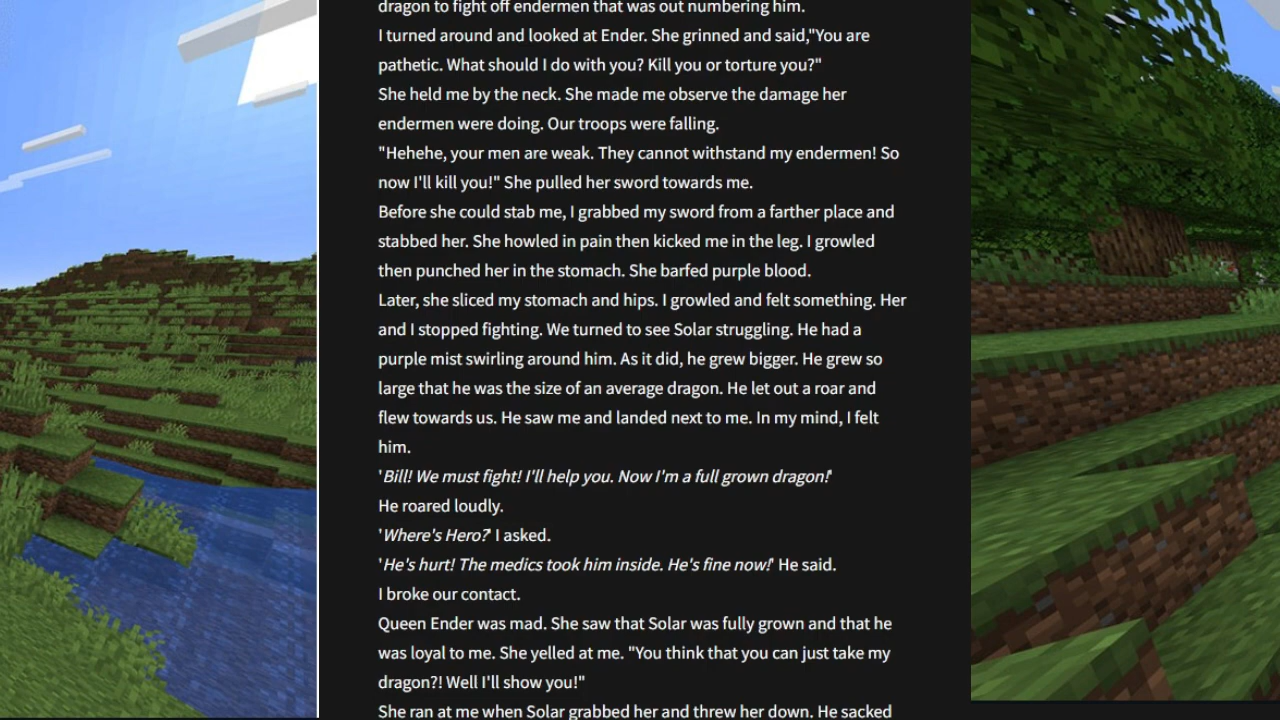 dragon to fight off endermen that was out numbering him.
I turned around and looked at Ender. She grinned and said,"You are
pathetic. What should I do with you? Kill you or torture you?"
She held me by the neck. She made me observe the damage her
endermen were doing. Our troops were falling.
"Hehehe, your men are weak. They cannot withstand my endermen! So
now I'll kill you!" She pulled her sword towards me.
Before she could stab me, I grabbed my sword from a farther place and
stabbed her. She howled in pain then kicked me in the leg. I growled
then punched her in the stomach. She barfed purple blood.
Later, she sliced my stomach and hips. I growled and felt something. Her
and I stopped fighting. We turned to see Solar struggling. He had a
purple mist swirling around him. As it did, he grew bigger. He grew so
large that he was the size of an average dragon. He let out a roar and
flew towards us. He saw me and landed next to me. In my mind, I felt
him.
'Bill! We must fight! I'll help you. Now I'm a full grown dragon!'
He roared loudly.
'Where's Hero?' I asked.
'He's hurt! The medics took him inside. He's fine now!' He said.
I broke our contact.
Queen Ender was mad. She saw that Solar was fully grown and that he
was loyal to me. She yelled at me. "You think that you can just take my
dragon?! Well I'll show you!"
She ran at me when Solar grabbed her and threw her down. He sacked